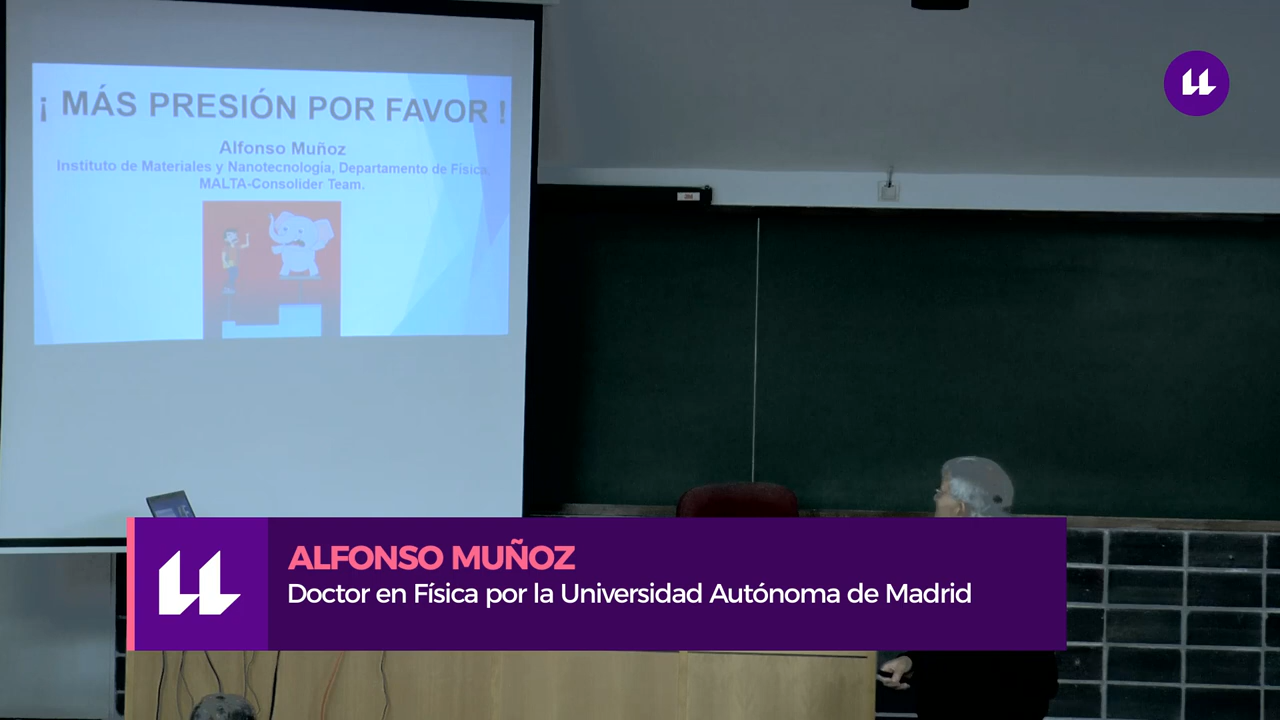 ¡ MÁS PRESIÓN POR FAVOR !
Alfonso Muñoz
Instituto de Materiales y Nanotecnología, Departamento de Física,
MALTA-Consolider Team.
ALFONSO MUÑOZ
Doctor en Física por la Universidad Autónoma de Madrid